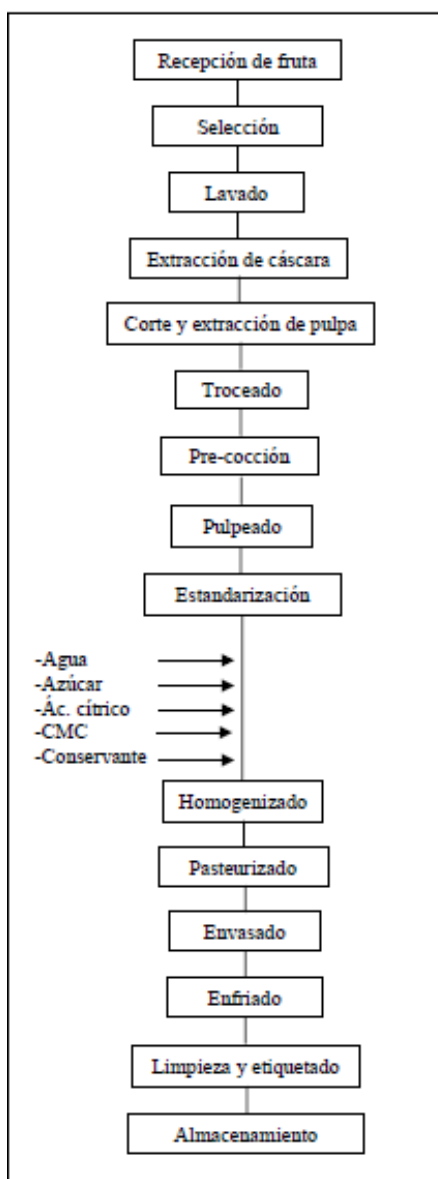 Recepción de fruta
Selección
Lavado
Extracción de cáscara
Corte y extracción de pulpa
Troceado
Pre-cocción
Pulpeado
Estandarización
-Agua
-Azúcar
-Ác. cítrico
-CMC
-Conservante
Homogenizado
Pasteurizado
Envasado
Enfriado
Limpieza y etiquetado
Almacenamiento